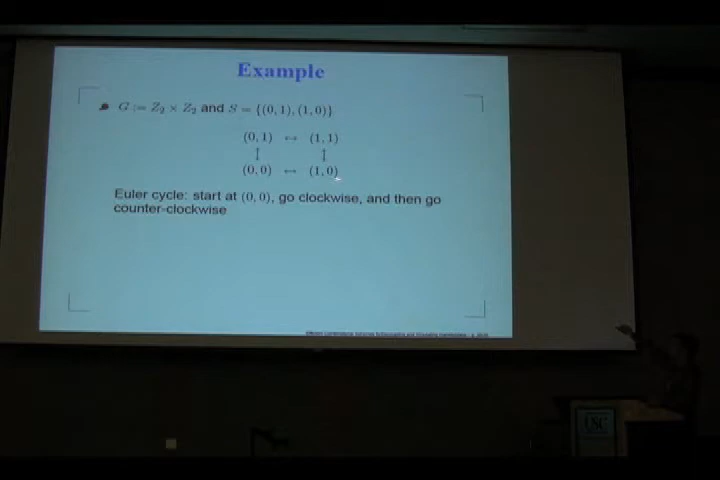 Example
G := Z₂ × Z₂ and S = {(0, 1), (1, 0)}
(0, 1) ↔ (1, 1)
↕ ↕
(0, 0) ↔ (1, 0)
Euler cycle: start at (0, 0), go clockwise, and then go
counter-clockwise
USC